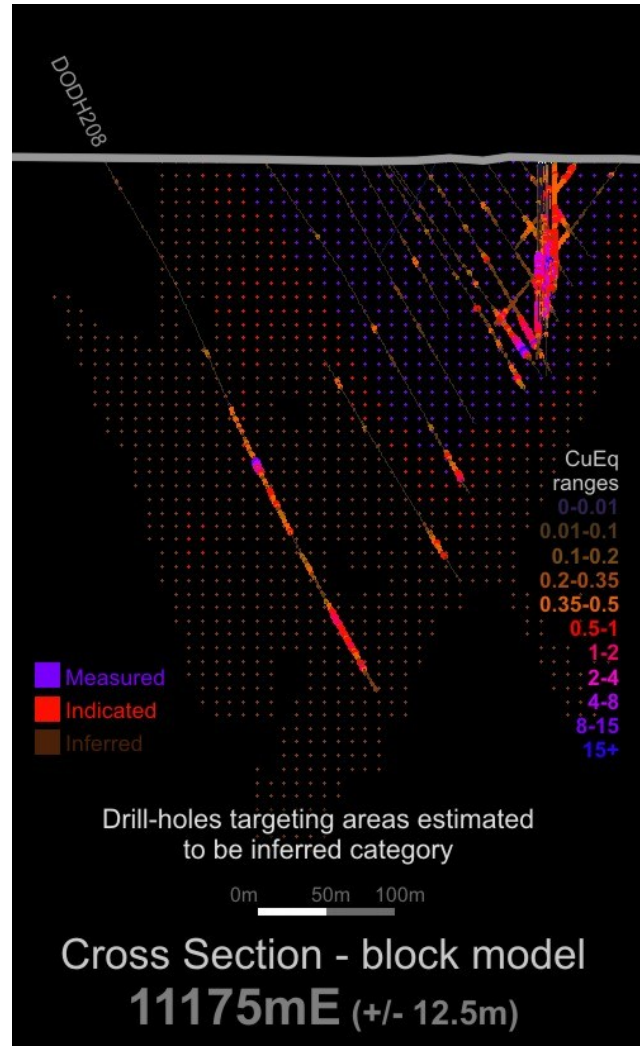 DODH208
CuEq
ranges
0-0.01
0.01-0.1
0.1-0.2
0.2-0.35
0.35-0.5
0.5-1
1-2
2-4
4-8
8-15
15+
Measured
Indicated
Inferred
Drill-holes targeting areas estimated
to be inferred category
0m 50m 100m
Cross Section - block model
11175mE (+/- 12.5m)